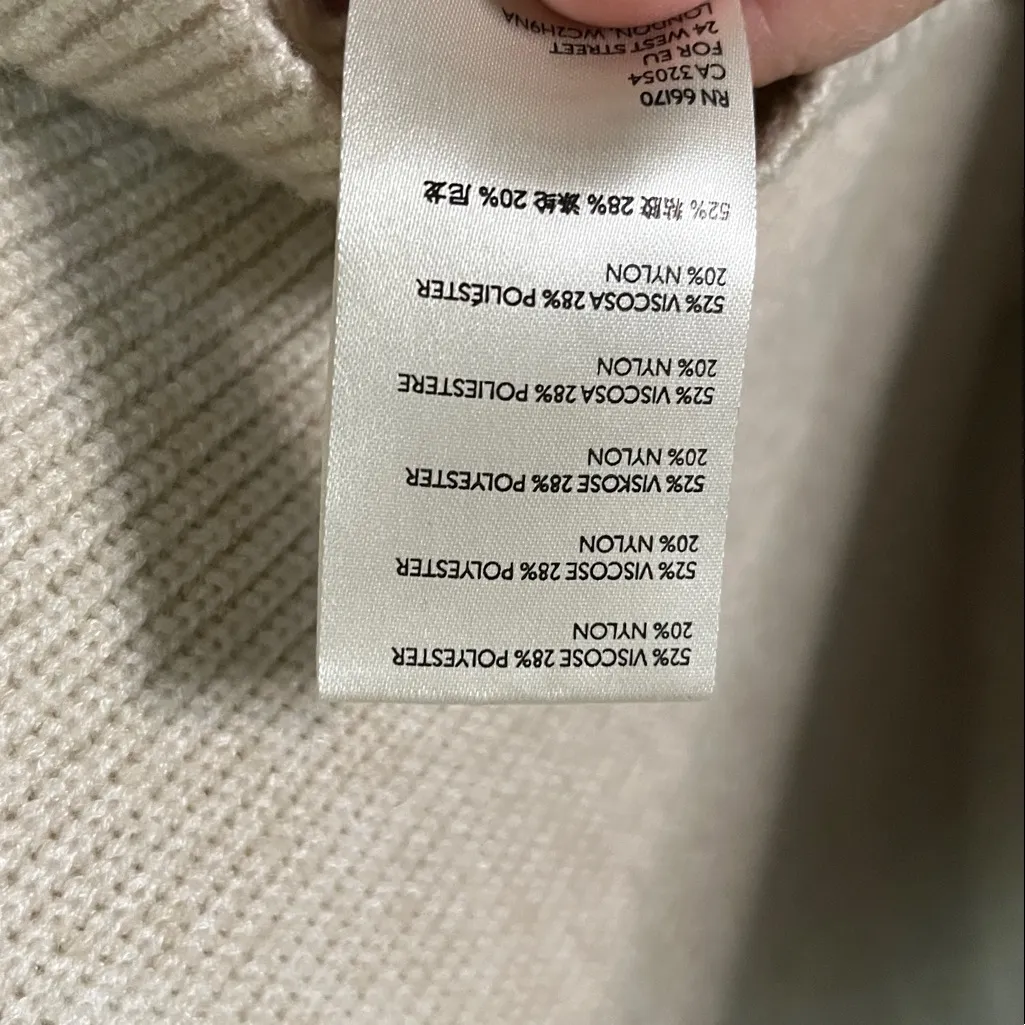 52% VISCOSE 28% POLYESTER
20% NYLON
52% VISCOSE 28% POLYESTER
20% NYLON
52% VISKOSE 28% POLYESTER
20% NYLON
52% VISCOSA 28% POLIESTERE
20% NYLON
52% VISCOSA 28% POLIÉSTER
20% NYLON
52% 粘胶 28% 涤纶 20% 尼龙
RN 66170
CA 32054
FOR EU
24 WEST STREET
LONDON, WC2H9NA